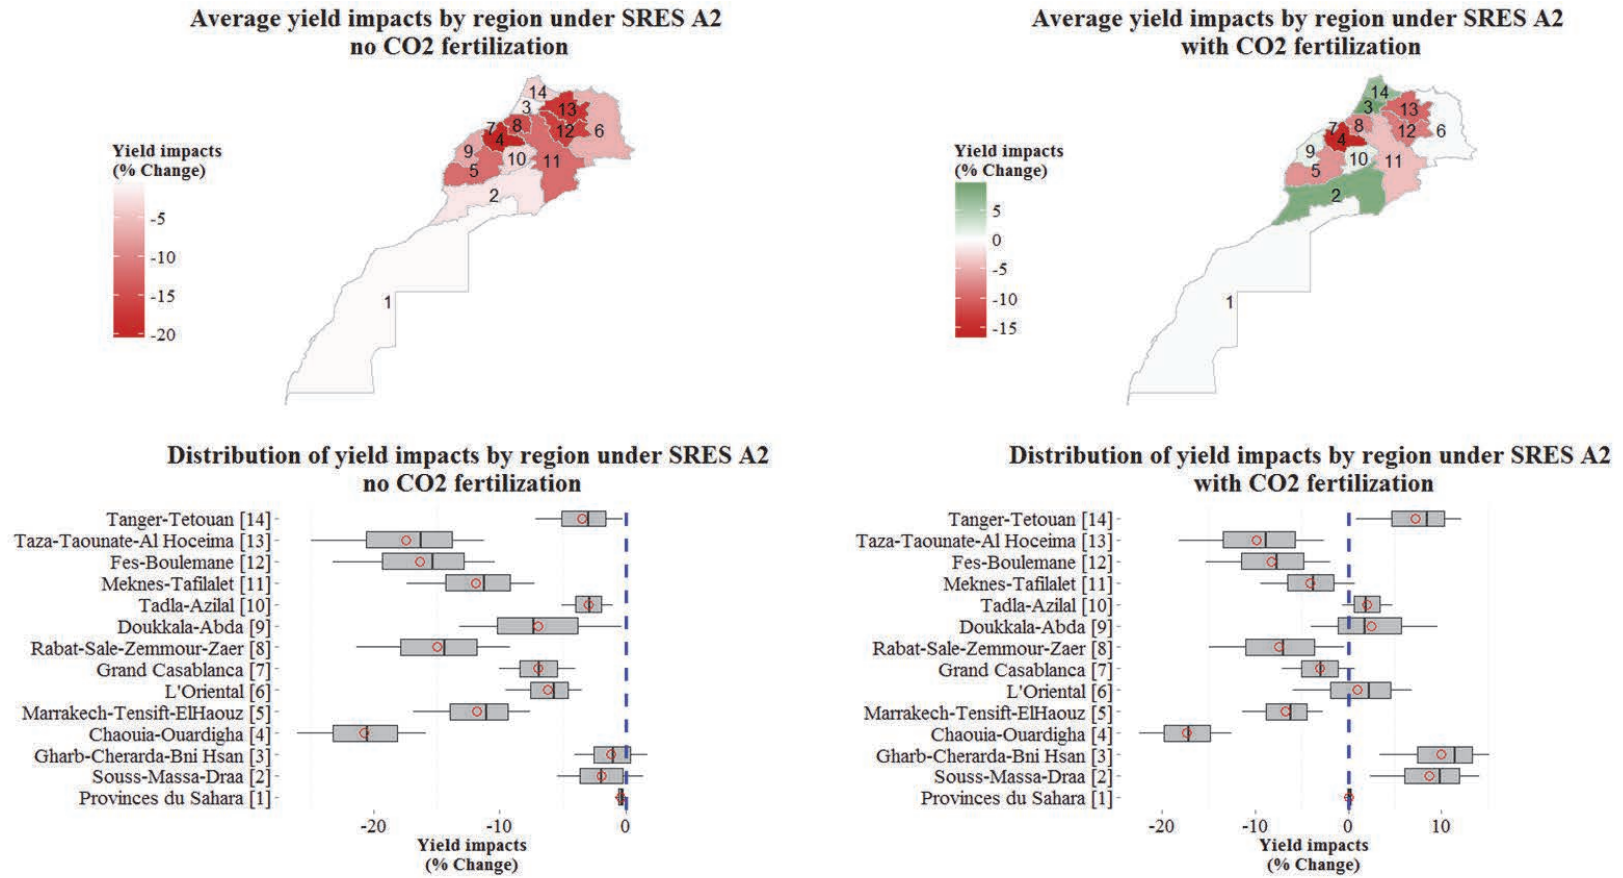 Average yield impacts by region under SRES A2
no CO2 fertilization
Yield impacts
(% Change)
-5
-10
-15
-20
14
3
13
7
8
12
6
4
9
10
11
5
2
1
Average yield impacts by region under SRES A2
with CO2 fertilization
Yield impacts
(% Change)
5
0
-5
-10
-15
14
3
13
7
8
12
6
4
9
10
11
5
2
1
Distribution of yield impacts by region under SRES A2
no CO2 fertilization
Tanger-Tetouan [14]
Taza-Taounate-Al Hoceima [13]
Fes-Boulemane [12]
Meknes-Tafilalet [11]
Tadla-Azilal [10]
Doukkala-Abda [9]
Rabat-Sale-Zemmour-Zaer [8]
Grand Casablanca [7]
L'Oriental [6]
Marrakech-Tensift-ElHaouz [5]
Chaouia-Ouardigha [4]
Gharb-Cherarda-Bni Hsan [3]
Souss-Massa-Draa [2]
Provinces du Sahara [1]
-20 -10 0
Yield impacts
(% Change)
Distribution of yield impacts by region under SRES A2
with CO2 fertilization
Tanger-Tetouan [14]
Taza-Taounate-Al Hoceima [13]
Fes-Boulemane [12]
Meknes-Tafilalet [11]
Tadla-Azilal [10]
Doukkala-Abda [9]
Rabat-Sale-Zemmour-Zaer [8]
Grand Casablanca [7]
L'Oriental [6]
Marrakech-Tensift-ElHaouz [5]
Chaouia-Ouardigha [4]
Gharb-Cherarda-Bni Hsan [3]
Souss-Massa-Draa [2]
Provinces du Sahara [1]
-20 -10 0 10
Yield impacts
(% Change)